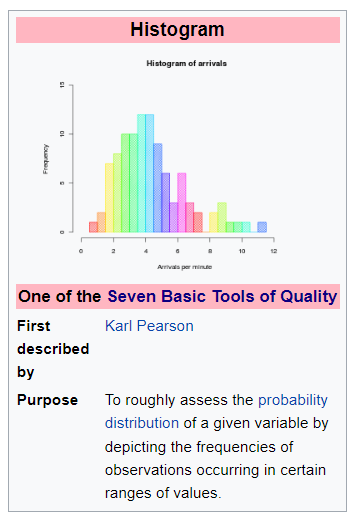 Histogram
Histogram of arrivals
15
10
5
0
Frequency
0 2 4 6 8 10 12
Arrivals per minute
One of the Seven Basic Tools of Quality
First
described
by
Karl Pearson
Purpose
To roughly assess the probability
distribution of a given variable by
depicting the frequencies of
observations occurring in certain
ranges of values.